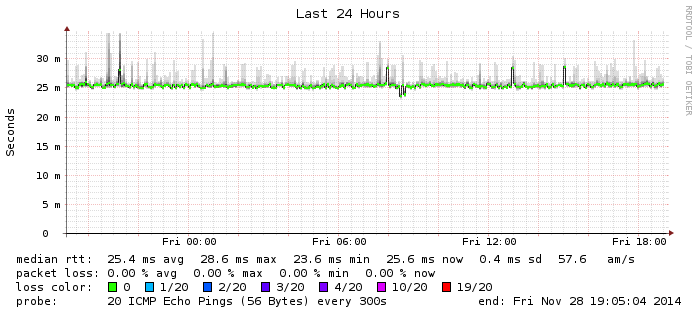 Last 24 Hours
RRDTOOL / TOBI OETIKER
Seconds
30 m
25 m
20 m
15 m
10 m
5 m
0
Fri 00:00 Fri 06:00 Fri 12:00 Fri 18:00
median rtt: 25.4 ms avg 28.6 ms max 23.6 ms min 25.6 ms now 0.4 ms sd 57.6 am/s
packet loss: 0.00 % avg 0.00 % max 0.00 % min 0.00 % now
loss color: 0 1/20 2/20 3/20 4/20 10/20 19/20
probe: 20 ICMP Echo Pings (56 Bytes) every 300s end: Fri Nov 28 19:05:04 2014